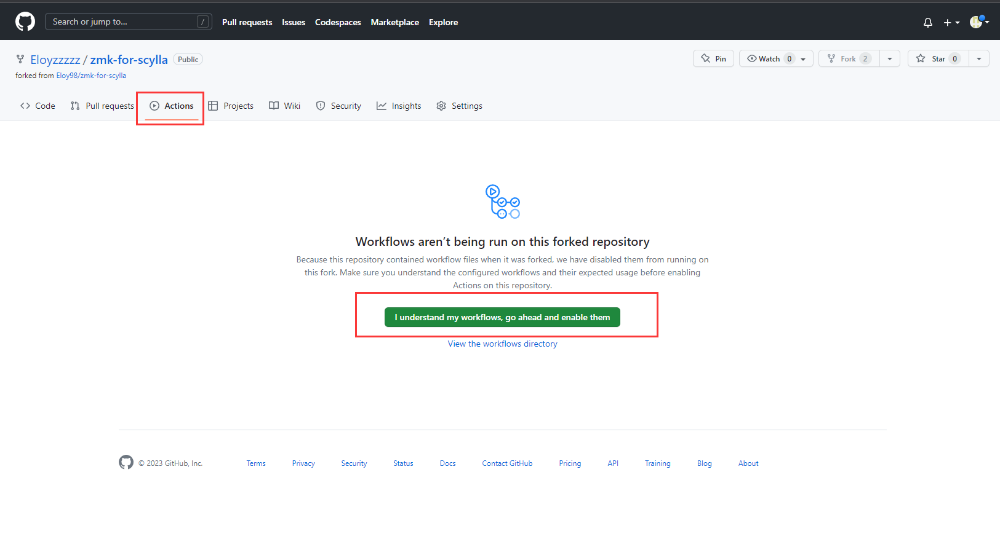 Search or jump to... /
Pull requests Issues Codespaces Marketplace Explore
Eloyzzzzz / zmk-for-scylla Public
forked from Eloy98/zmk-for-scylla
Pin Watch 0 Fork 2 Star 0
Code Pull requests Actions Projects Wiki Security Insights Settings
Workflows aren’t being run on this forked repository
Because this repository contained workflow files when it was forked, we have disabled them from running on
this fork. Make sure you understand the configured workflows and their expected usage before enabling
Actions on this repository.
I understand my workflows, go ahead and enable them
View the workflows directory
© 2023 GitHub, Inc. Terms Privacy Security Status Docs Contact GitHub Pricing API Training Blog About